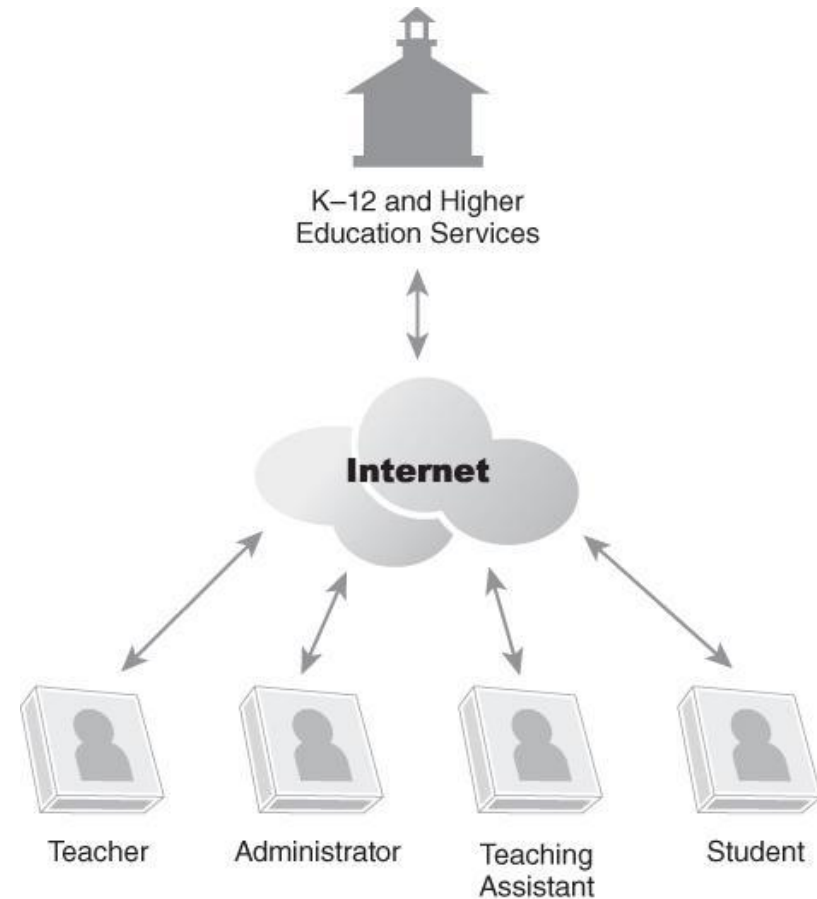 K–12 and Higher
Education Services
Internet
Teacher
Administrator
Teaching
Assistant
Student